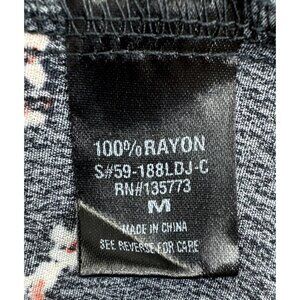 100% RAYON
S#59-188LDJ-C
RN#135773
M
MADE IN CHINA
SEE REVERSE FOR CARE